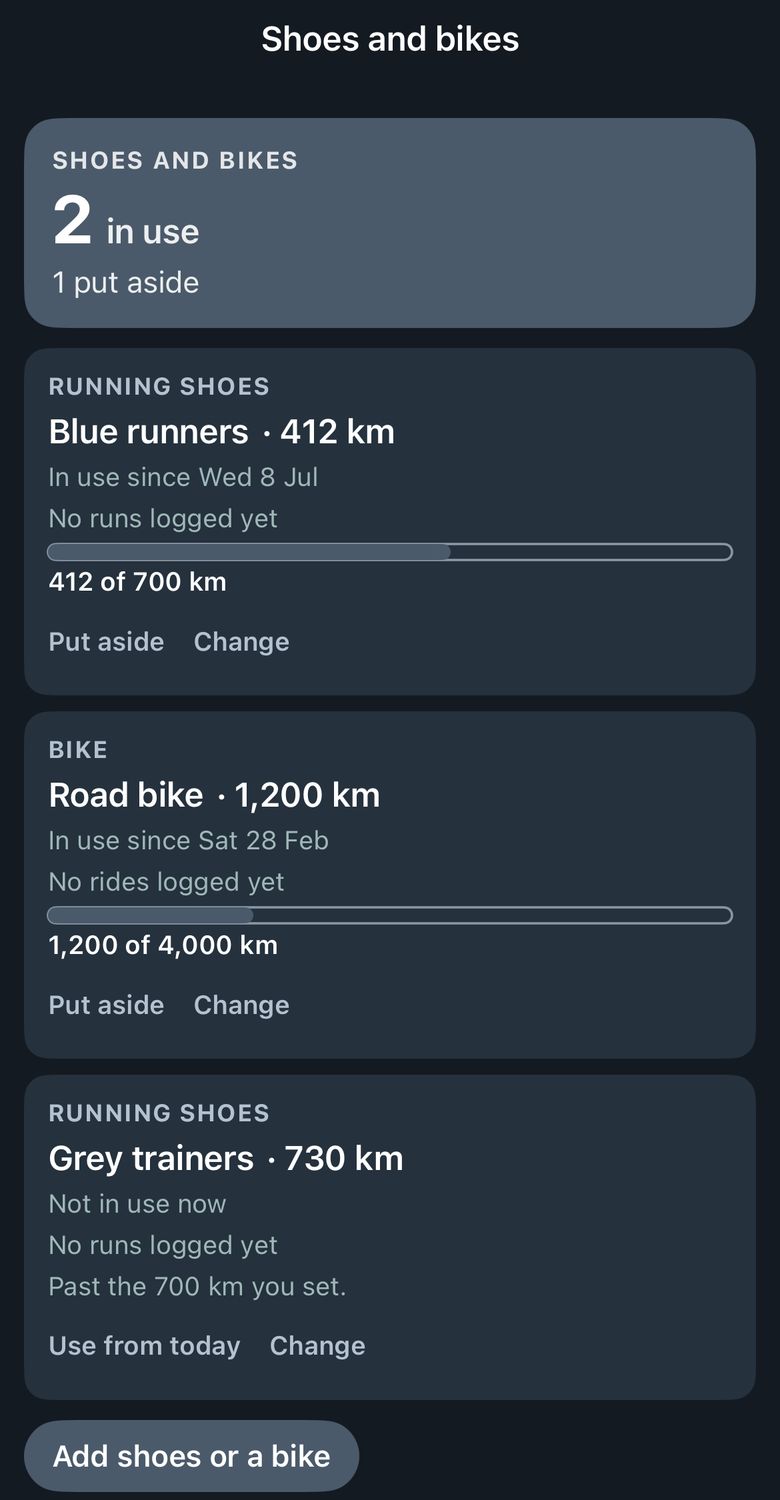 Shoes and bikes
SHOES AND BIKES
2 in use
1 put aside
RUNNING SHOES
Blue runners · 412 km
In use since Wed 8 Jul
No runs logged yet
412 of 700 km
Put aside Change
BIKE
Road bike · 1,200 km
In use since Sat 28 Feb
No rides logged yet
1,200 of 4,000 km
Put aside Change
RUNNING SHOES
Grey trainers · 730 km
Not in use now
No runs logged yet
Past the 700 km you set.
Use from today Change
Add shoes or a bike